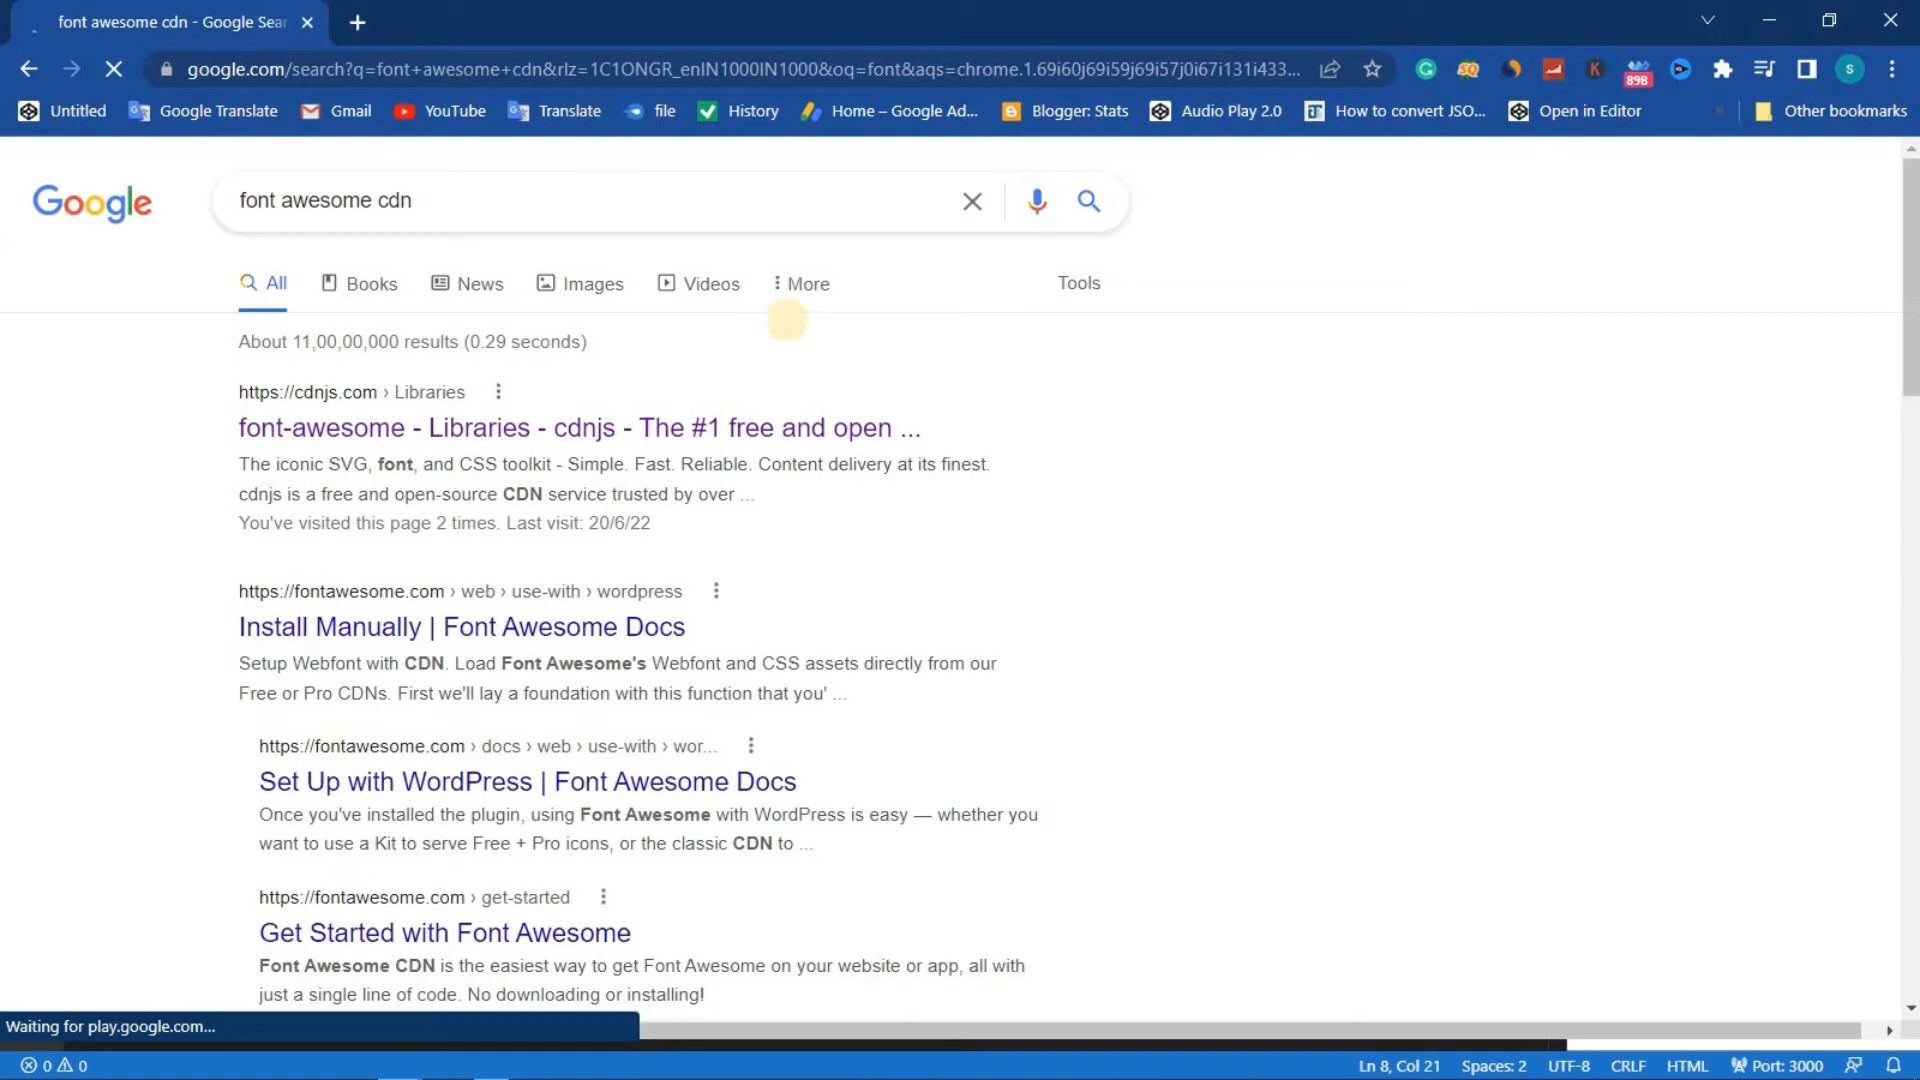 font awesome cdn - Google Sear
google.com/search?q=font+awesome+cdn&rlz=1C1ONGR_enIN1000IN1000&oq=font&aqs=chrome.1.69i60j69i59j69i57j0i67i131i433...
89B
S
Untitled Google Translate Gmail YouTube Translate file History Home – Google Ad... Blogger: Stats Audio Play 2.0 How to convert JSO... Open in Editor Other bookmarks
Google
font awesome cdn
All Books News Images Videos More Tools
About 11,00,00,000 results (0.29 seconds)
https://cdnjs.com › Libraries
font-awesome - Libraries - cdnjs - The #1 free and open ...
The iconic SVG, font, and CSS toolkit - Simple. Fast. Reliable. Content delivery at its finest.
cdnjs is a free and open-source CDN service trusted by over ...
You've visited this page 2 times. Last visit: 20/6/22
https://fontawesome.com › web › use-with › wordpress
Install Manually | Font Awesome Docs
Setup Webfont with CDN. Load Font Awesome's Webfont and CSS assets directly from our
Free or Pro CDNs. First we'll lay a foundation with this function that you' ...
https://fontawesome.com › docs › web › use-with › wor...
Set Up with WordPress | Font Awesome Docs
Once you've installed the plugin, using Font Awesome with WordPress is easy — whether you
want to use a Kit to serve Free + Pro icons, or the classic CDN to ...
https://fontawesome.com › get-started
Get Started with Font Awesome
Font Awesome CDN is the easiest way to get Font Awesome on your website or app, all with
just a single line of code. No downloading or installing!
Waiting for play.google.com...
0 0 Ln 8, Col 21 Spaces: 2 UTF-8 CRLF HTML Port: 3000